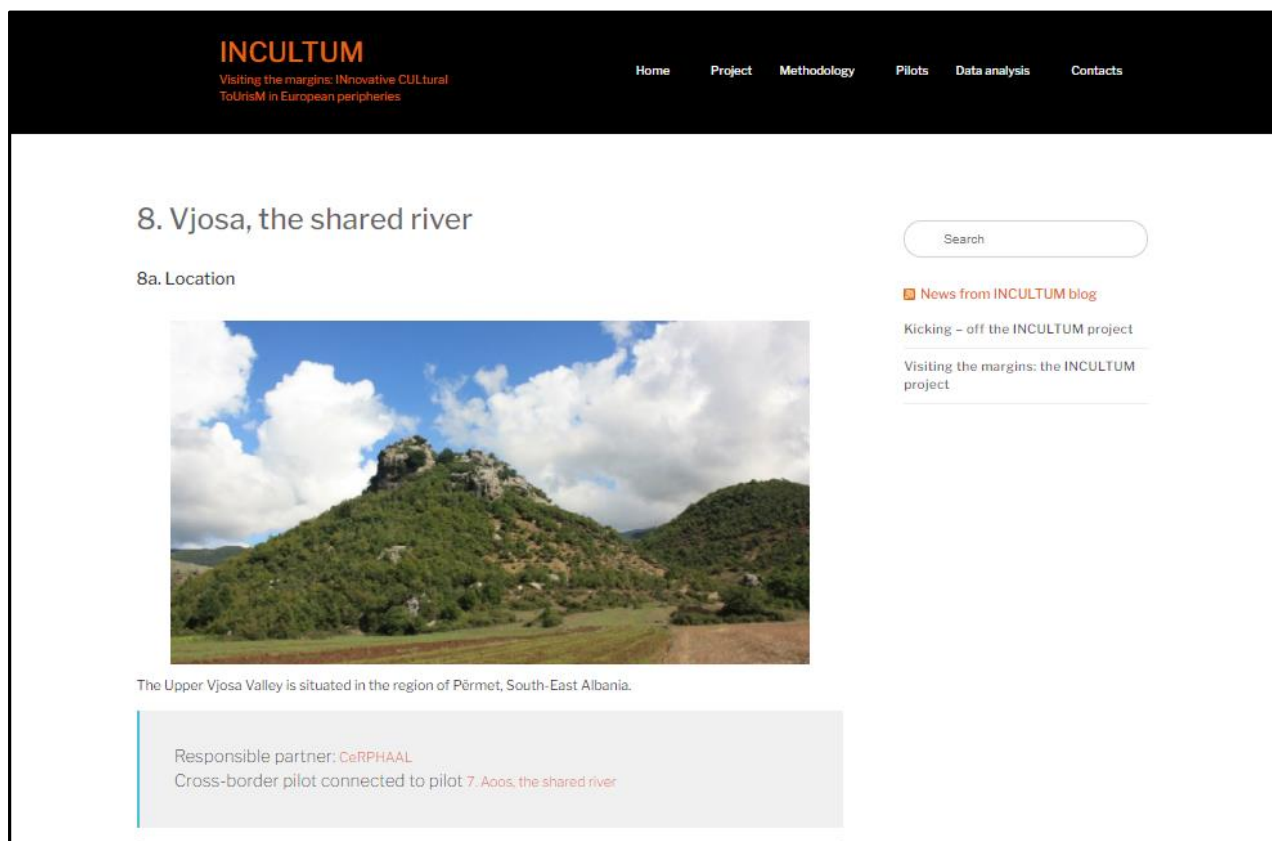 INCULTUM
Visiting the margins: INnovative CULtural
ToUrisM in European peripheries
Home Project Methodology Pilots Data analysis Contacts
8. Vjosa, the shared river
8a. Location
The Upper Vjosa Valley is situated in the region of Përmet, South-East Albania.
Responsible partner: CeRPHAAL
Cross-border pilot connected to pilot 7. Aoos, the shared river
Search
News from INCULTUM blog
Kicking – off the INCULTUM project
Visiting the margins: the INCULTUM
project